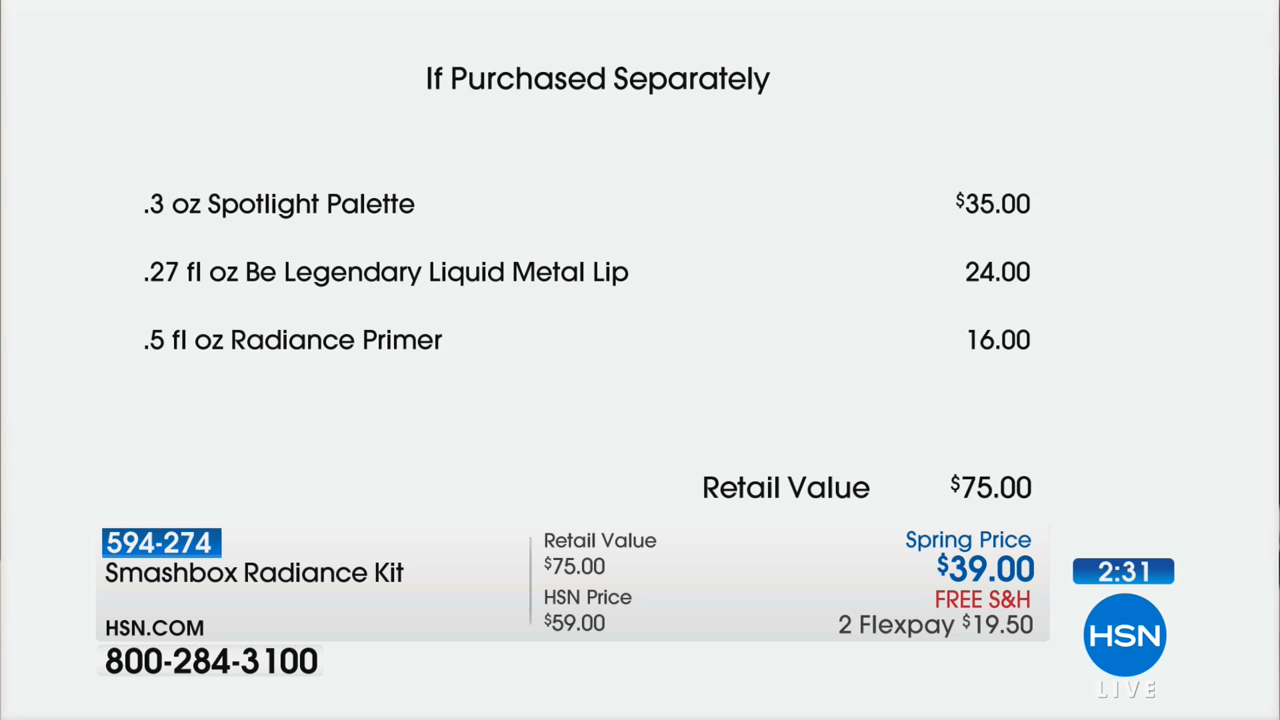 If Purchased Separately
.3 oz Spotlight Palette $35.00
.27 fl oz Be Legendary Liquid Metal Lip 24.00
.5 fl oz Radiance Primer 16.00
Retail Value $75.00
594-274
Smashbox Radiance Kit
HSN.COM
800-284-3100
Retail Value
$75.00
HSN Price
$59.00
Spring Price
$39.00
FREE S&H
2 Flexpay $19.50
2:31
HSN
LIVE